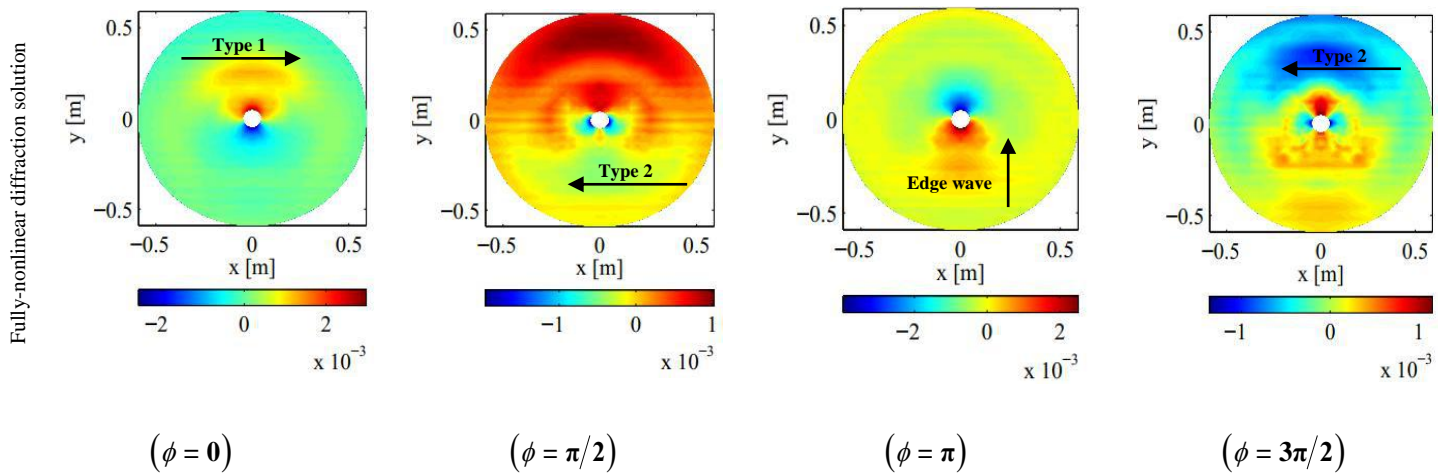 Fully-nonlinear diffraction solution
0.5
0
−0.5
y [m]
Type 1
−0.5 0 0.5
x [m]
−2 0 2
x 10⁻³
(ϕ = 0)
0.5
0
−0.5
y [m]
Type 2
−0.5 0 0.5
x [m]
−1 0 1
x 10⁻³
(ϕ = π/2)
0.5
0
−0.5
y [m]
Edge wave
−0.5 0 0.5
x [m]
−2 0 2
x 10⁻³
(ϕ = π)
0.5
0
−0.5
y [m]
Type 2
−0.5 0 0.5
x [m]
−1 0 1
x 10⁻³
(ϕ = 3π/2)